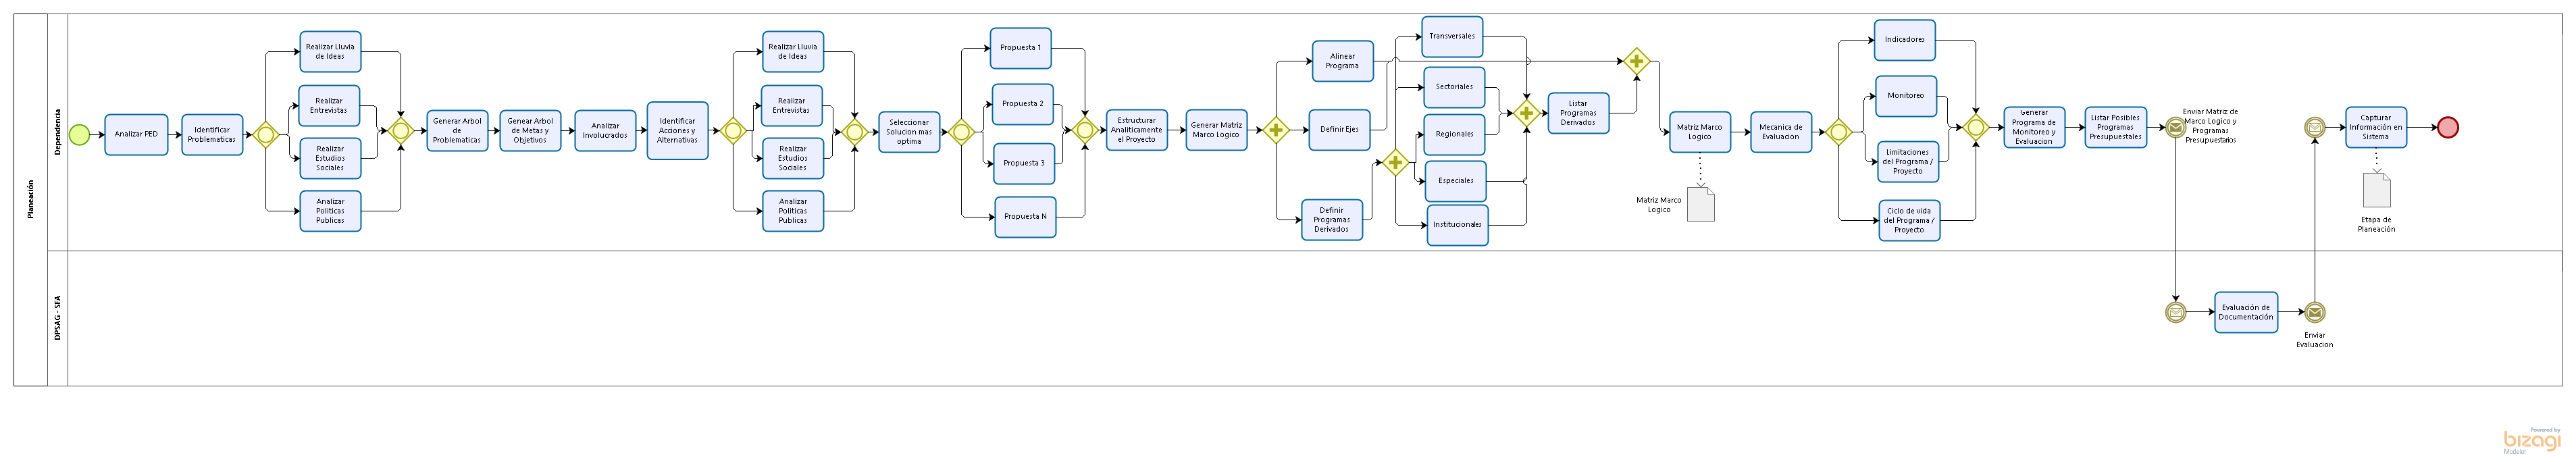 Planeación
Dependencia
DIPSAG - SFA
Analizar PED
Identificar
Problematicas
Realizar Lluvia
de Ideas
Realizar
Entrevistas
Realizar
Estudios
Sociales
Analizar
Politicas
Publicas
Generar Arbol
de
Problematicas
Genear Arbol
de Metas y
Objetivos
Analizar
Involucrados
Identificar
Acciones y
Alternativas
Realizar Lluvia
de Ideas
Realizar
Entrevistas
Realizar
Estudios
Sociales
Analizar
Politicas
Publicas
Seleccionar
Solucion mas
optima
Propuesta 1
Propuesta 2
Propuesta 3
Propuesta N
Estructurar
Analiticamente
el Proyecto
Generar Matriz
Marco Logico
Alinear
Programa
Definir Ejes
Definir
Programas
Derivados
Transversales
Sectoriales
Regionales
Especiales
Institucionales
Listar
Programas
Derivados
Matriz Marco
Logico
Matriz Marco
Logico
Mecanica de
Evaluacion
Indicadores
Monitoreo
Limitaciones
del Programa /
Proyecto
Ciclo de vida
del Programa /
Proyecto
Generar
Programa de
Monitoreo y
Evaluacion
Listar Posibles
Programas
Presupuestales
Enviar Matriz de
Marco Logico y
Programas
Presupuestarios
Evaluación de
Documentación
Enviar
Evaluacion
Capturar
Información en
Sistema
Etapa de
Planeación
Powered by
bizagi
Modeler